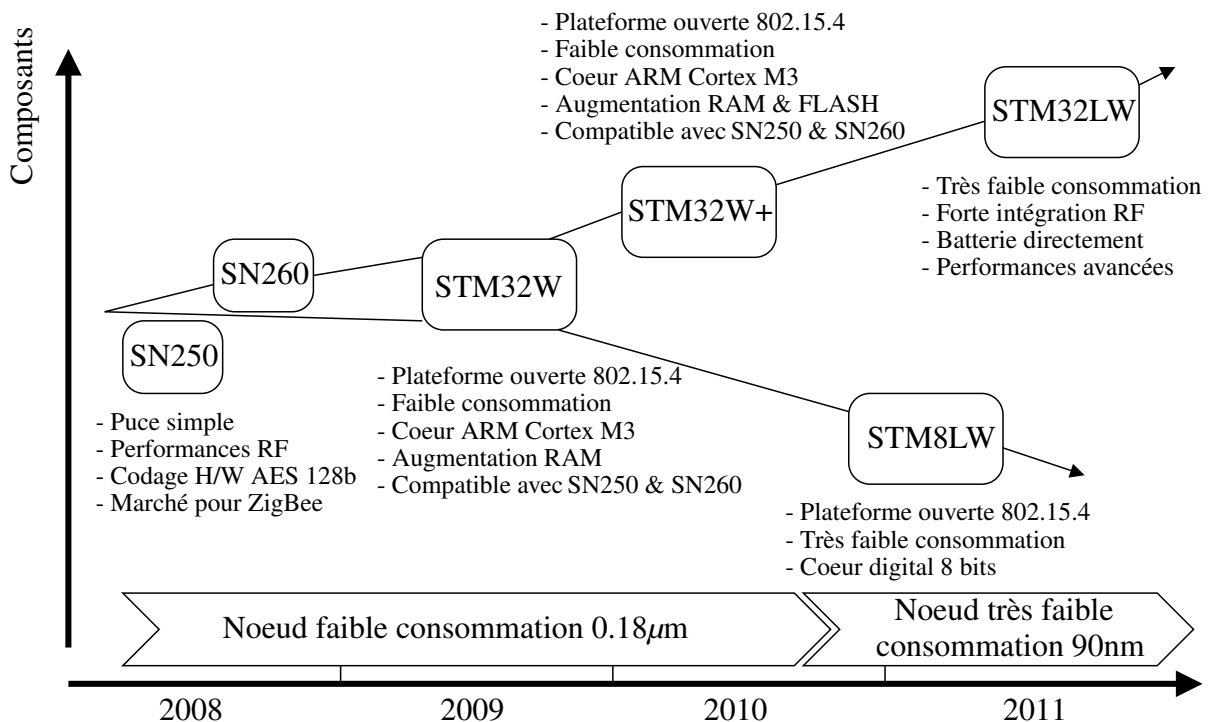 Composants
- Plateforme ouverte 802.15.4
- Faible consommation
- Coeur ARM Cortex M3
- Augmentation RAM & FLASH
- Compatible avec SN250 & SN260
STM32LW
- Très faible consommation
- Forte intégration RF
- Batterie directement
- Performances avancées
STM32W+
SN260
STM32W
SN250
- Puce simple
- Performances RF
- Codage H/W AES 128b
- Marché pour ZigBee
- Plateforme ouverte 802.15.4
- Faible consommation
- Coeur ARM Cortex M3
- Augmentation RAM
- Compatible avec SN250 & SN260
STM8LW
- Plateforme ouverte 802.15.4
- Très faible consommation
- Coeur digital 8 bits
Noeud faible consommation 0.18µm
Noeud très faible
consommation 90nm
2008
2009
2010
2011